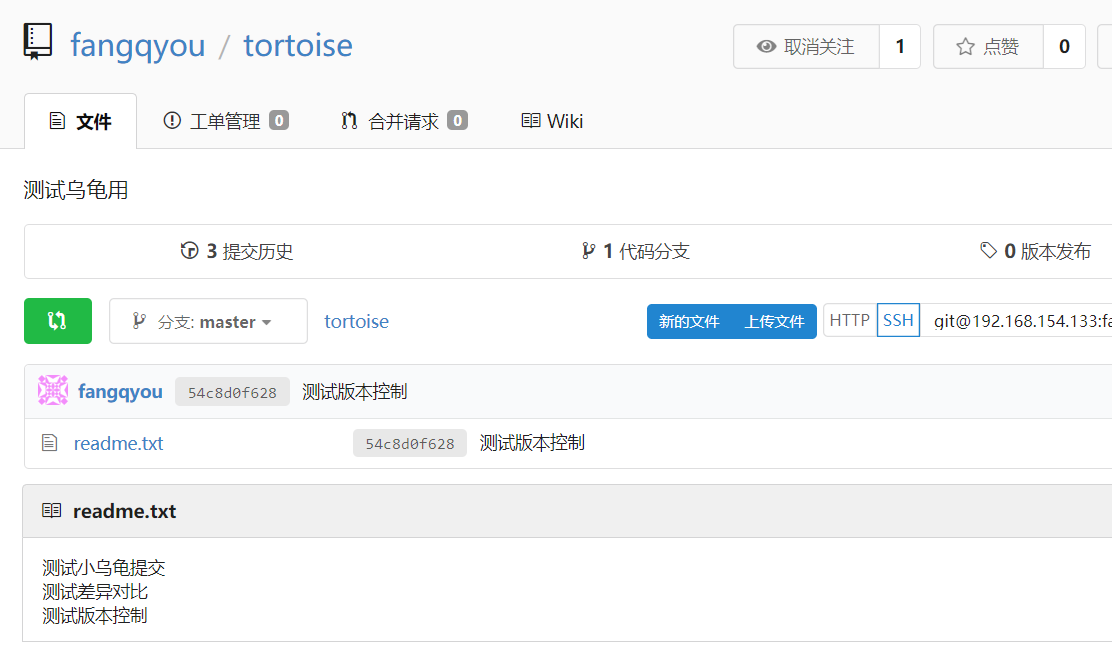 fangqyou / tortoise 取消关注 1 点赞 0
文件 工单管理 0 合并请求 0 Wiki
测试乌龟用
3 提交历史 1 代码分支 0 版本发布
分支: master tortoise 新的文件 上传文件 HTTP SSH git@192.168.154.133:fa
fangqyou 54c8d0f628 测试版本控制
readme.txt 54c8d0f628 测试版本控制
readme.txt
测试小乌龟提交
测试差异对比
测试版本控制